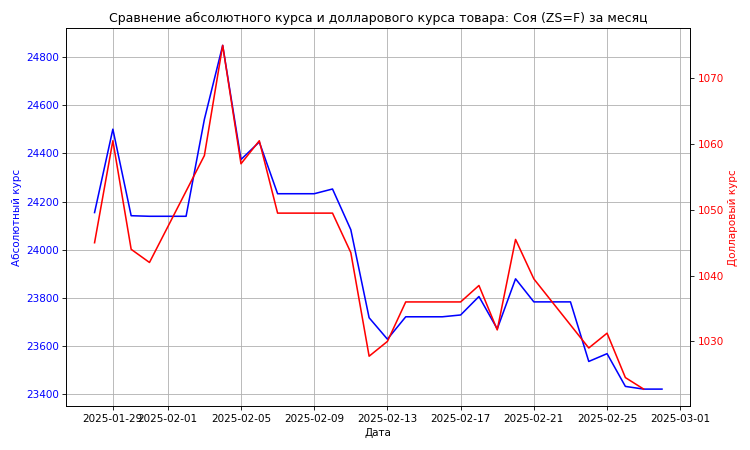 Сравнение абсолютного курса и долларового курса товара: Соя (ZS=F) за месяц
24800
24600
24400
24200
24000
23800
23600
23400
Абсолютный курс
1070
1060
1050
1040
1030
Долларовый курс
2025-01-29 2025-02-01 2025-02-05 2025-02-09 2025-02-13 2025-02-17 2025-02-21 2025-02-25 2025-03-01
Дата